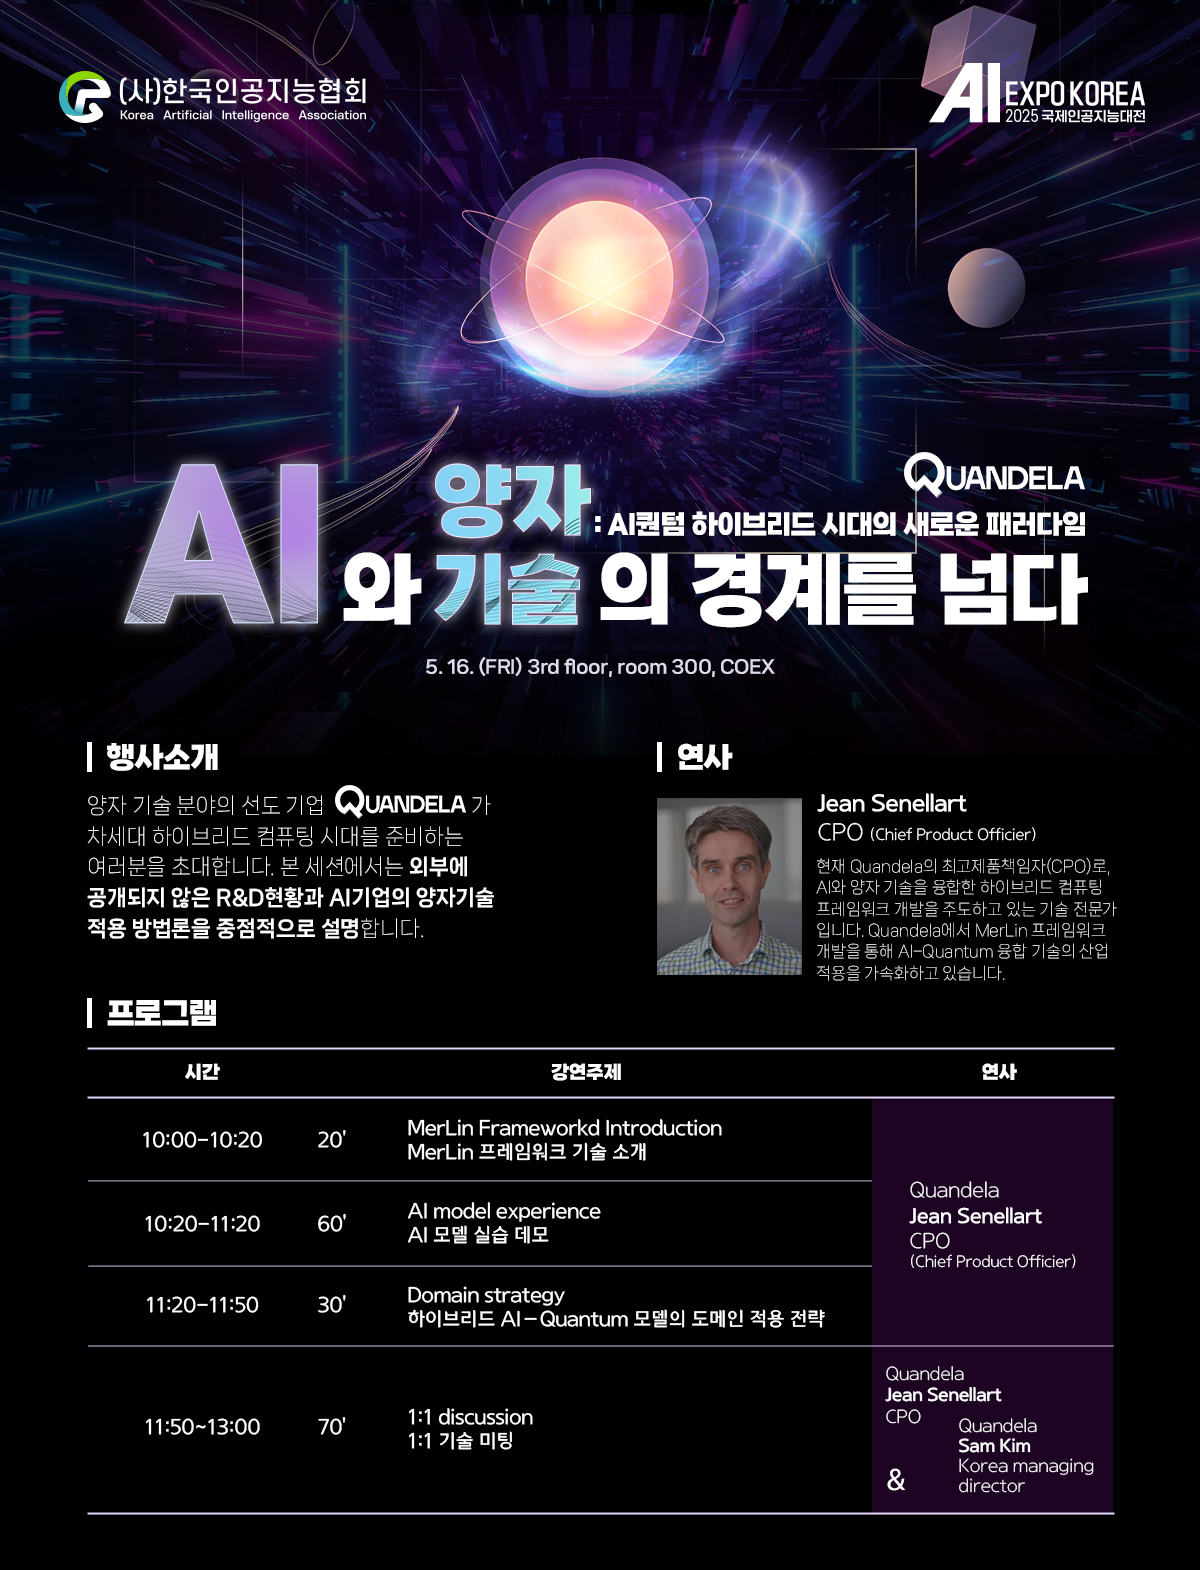 (사)한국인공지능협회
Korea Artificial Intelligence Association
AI EXPO KOREA
2025 국제인공지능대전
QUANDELA
: AI퀀텀 하이브리드 시대의 새로운 패러다임
AI와 양자기술의 경계를 넘다
5. 16. (FRI) 3rd floor, room 300, COEX
행사소개
양자 기술 분야의 선도 기업 QUANDELA 가
차세대 하이브리드 컴퓨팅 시대를 준비하는
여러분을 초대합니다. 본 세션에서는 외부에
공개되지 않은 R&D현황과 AI기업의 양자기술
적용 방법론을 중점적으로 설명합니다.
연사
Jean Senellart
CPO (Chief Product Officier)
현재 Quandela의 최고제품책임자(CPO)로,
AI와 양자 기술을 융합한 하이브리드 컴퓨팅
프레임워크 개발을 주도하고 있는 기술 전문가
입니다. Quandela에서 MerLin 프레임워크
개발을 통해 AI-Quantum 융합 기술의 산업
적용을 가속화하고 있습니다.
프로그램
시간 강연주제 연사
10:00-10:20 20' MerLin Frameworkd Introduction
MerLin 프레임워크 기술 소개
10:20-11:20 60' AI model experience
AI 모델 실습 데모
11:20-11:50 30' Domain strategy
하이브리드 AI-Quantum 모델의 도메인 적용 전략
Quandela
Jean Senellart
CPO
(Chief Product Officier)
11:50~13:00 70' 1:1 discussion
1:1 기술 미팅
Quandela
Jean Senellart
CPO
&
Quandela
Sam Kim
Korea managing
director